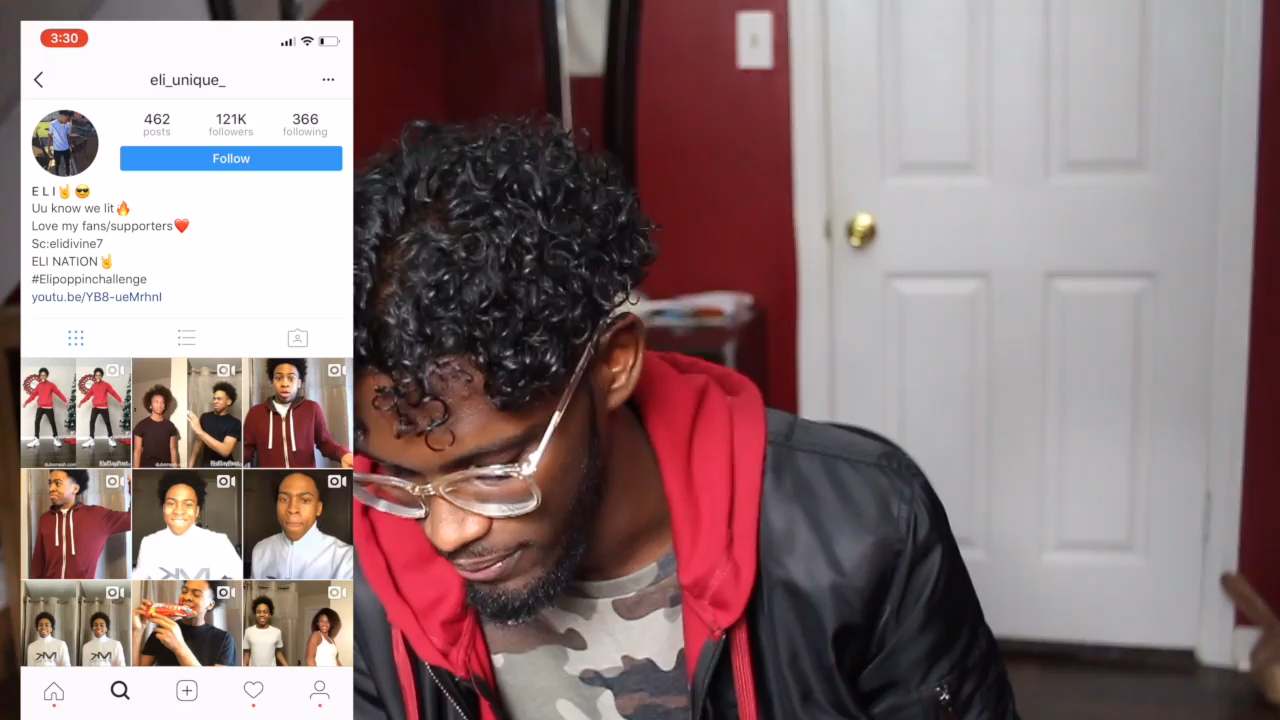 3:30
eli_unique_
462 121K 366
posts followers following
Follow
E L I🤘😎
Uu know we lit🔥
Love my fans/supporters❤️
Sc:elidivine7
ELI NATION🤘
#Elipoppinchallenge
youtu.be/YB8-ueMrhnI